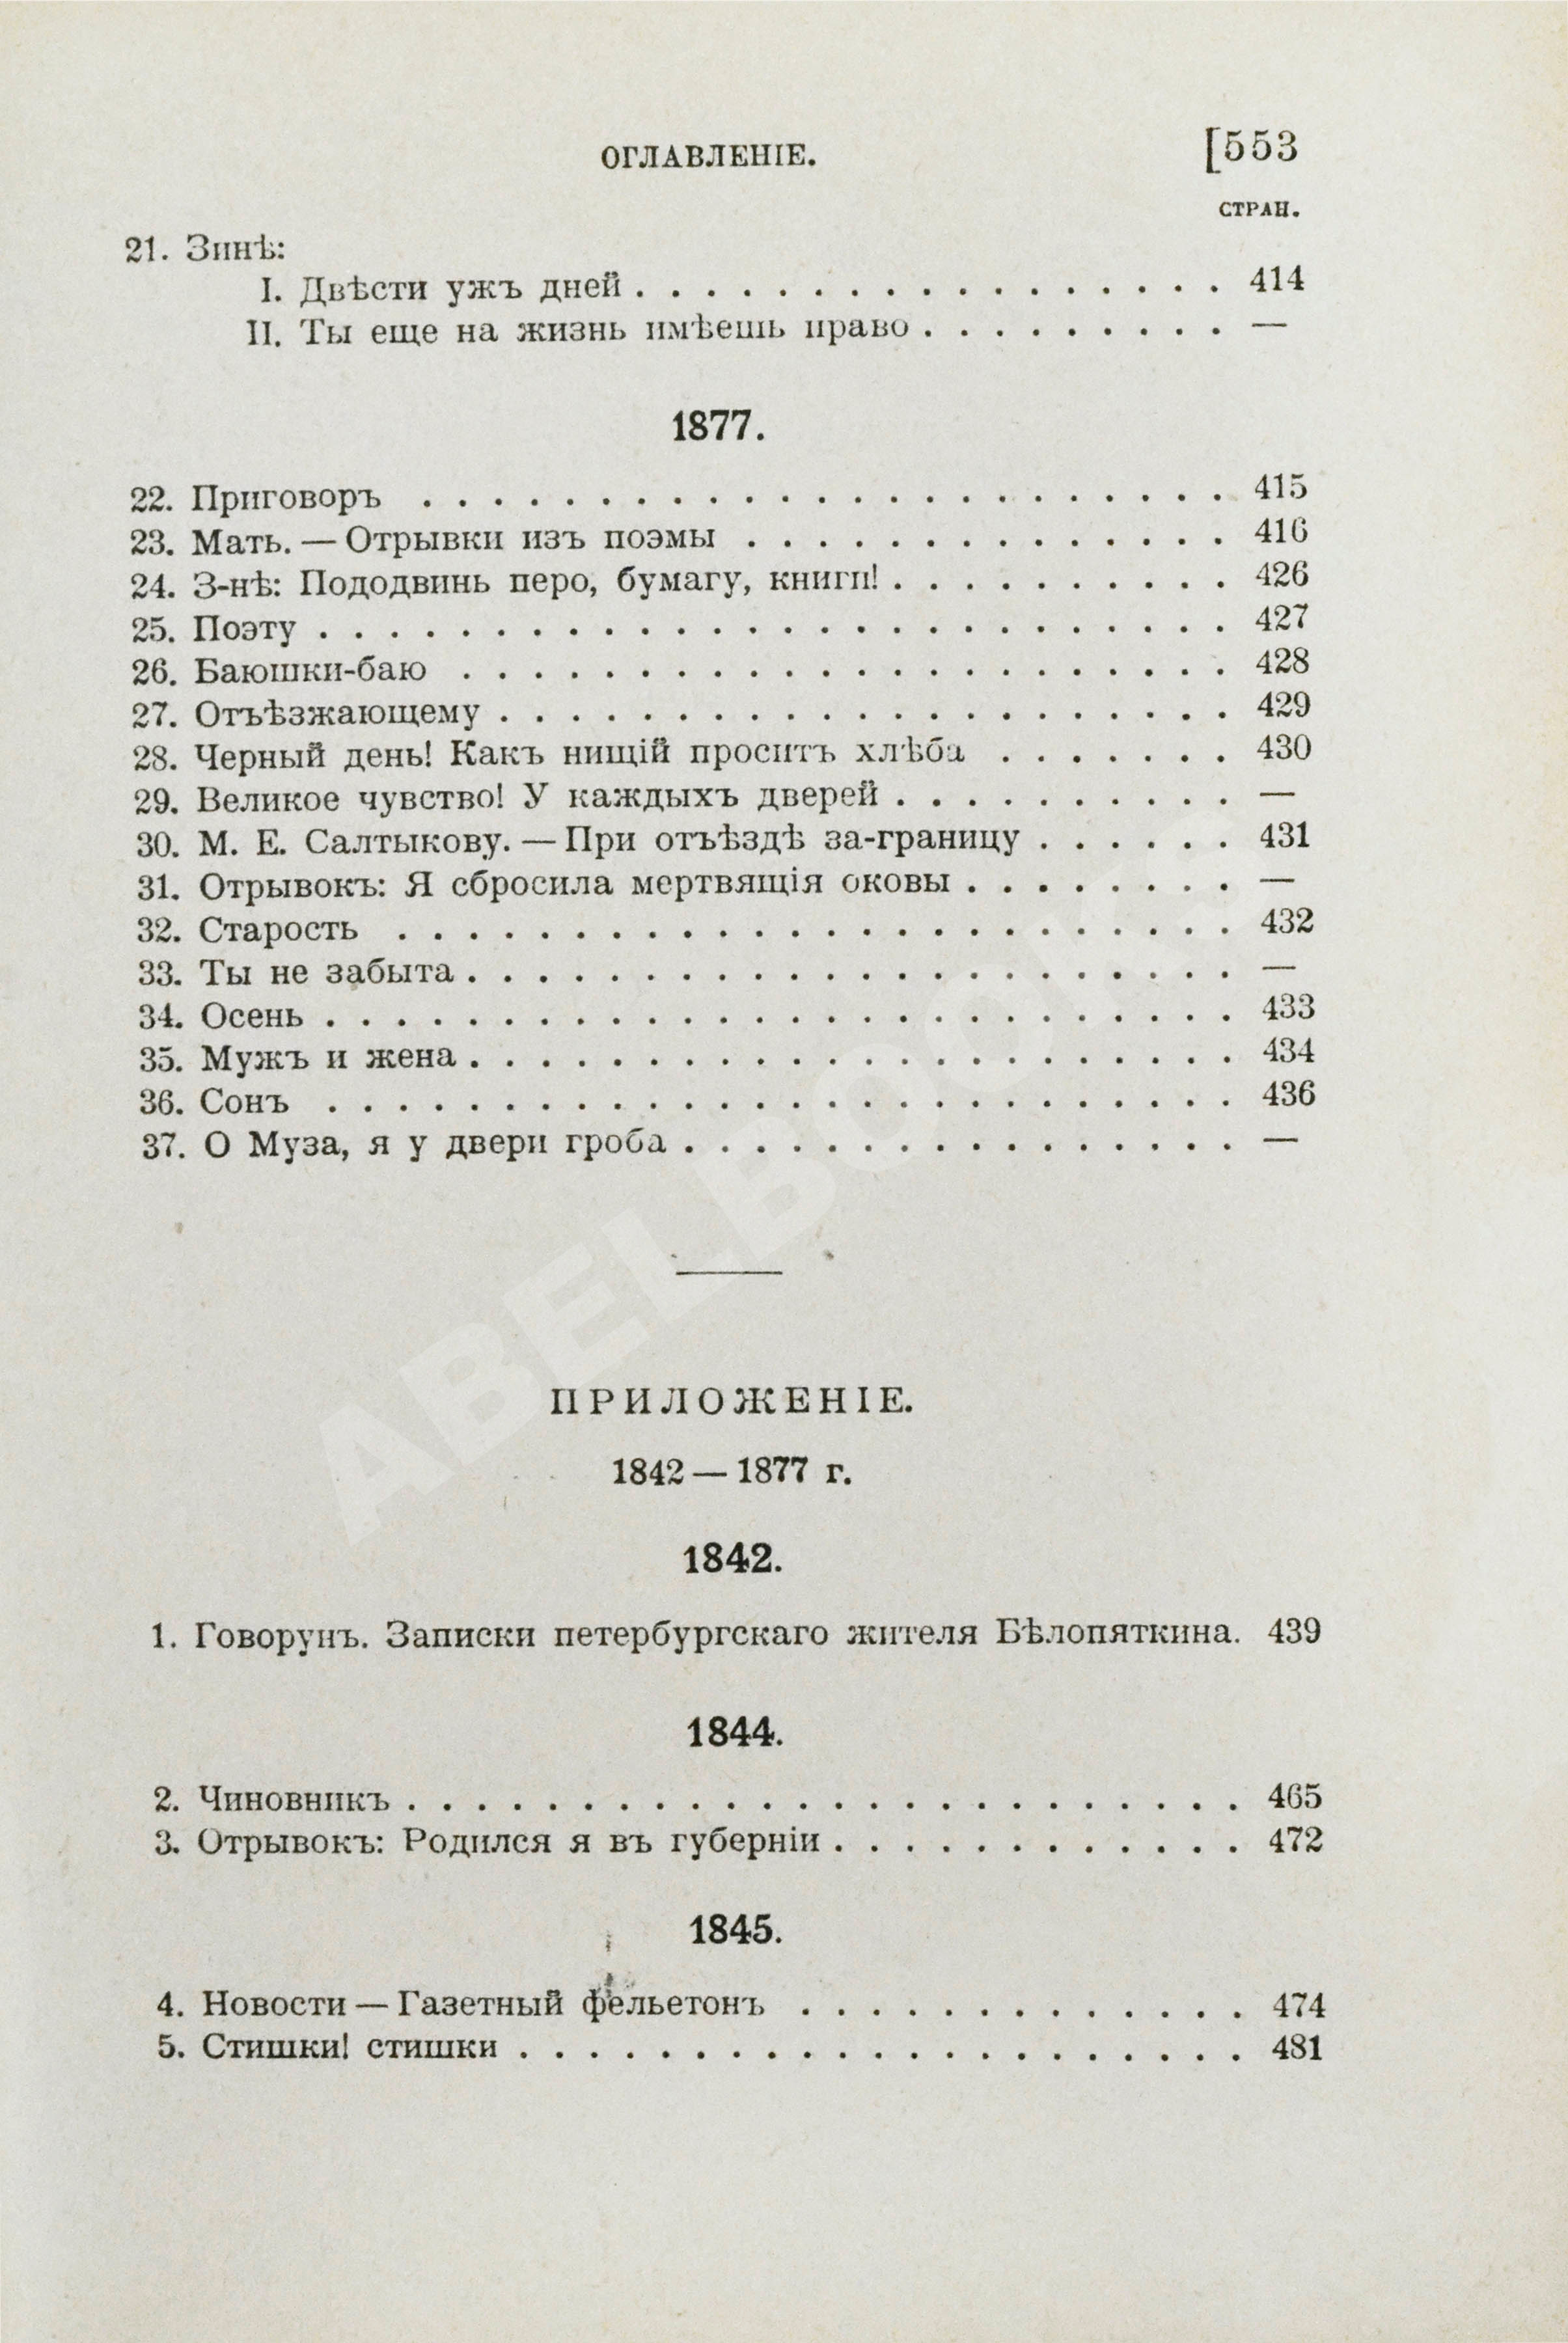 ОГЛАВЛЕНІЕ. [553
СТРАН.
21. Зинѣ:
I. Двѣсти ужъ дней . . . . . . . . . . . . . . . . . 414
II. Ты еще на жизнь имѣешь право . . . . . . . . . —
1877.
22. Приговоръ . . . . . . . . . . . . . . . . . . . . . . . 415
23. Мать. — Отрывки изъ поэмы . . . . . . . . . . . . . . 416
24. З-нѣ: Пододвинь перо, бумагу, книги! . . . . . . . . . . 426
25. Поэту . . . . . . . . . . . . . . . . . . . . . . . . . . 427
26. Баюшки-баю . . . . . . . . . . . . . . . . . . . . . . 428
27. Отъѣзжающему . . . . . . . . . . . . . . . . . . . . . 429
28. Черный день! Какъ нищій проситъ хлѣба . . . . . . . 430
29. Великое чувство! У каждыхъ дверей . . . . . . . . . . —
30. М. Е. Салтыкову. — При отъѣздѣ за-границу . . . . . . 431
31. Отрывокъ: Я сбросила мертвящія оковы . . . . . . . . —
32. Старость . . . . . . . . . . . . . . . . . . . . . . . . 432
33. Ты не забыта . . . . . . . . . . . . . . . . . . . . . . —
34. Осень . . . . . . . . . . . . . . . . . . . . . . . . . . 433
35. Мужъ и жена . . . . . . . . . . . . . . . . . . . . . . 434
36. Сонъ . . . . . . . . . . . . . . . . . . . . . . . . . . 436
37. О Муза, я у двери гроба . . . . . . . . . . . . . . . . —
ПРИЛОЖЕНІЕ.
1842 — 1877 г.
1842.
1. Говорунъ. Записки петербургскаго жителя Бѣлопяткина. 439
1844.
2. Чиновникъ . . . . . . . . . . . . . . . . . . . . . . . . 465
3. Отрывокъ: Родился я въ губерніи . . . . . . . . . . . . 472
1845.
4. Новости — Газетный фельетонъ . . . . . . . . . . . . . 474
5. Стишки! стишки . . . . . . . . . . . . . . . . . . . . . 481